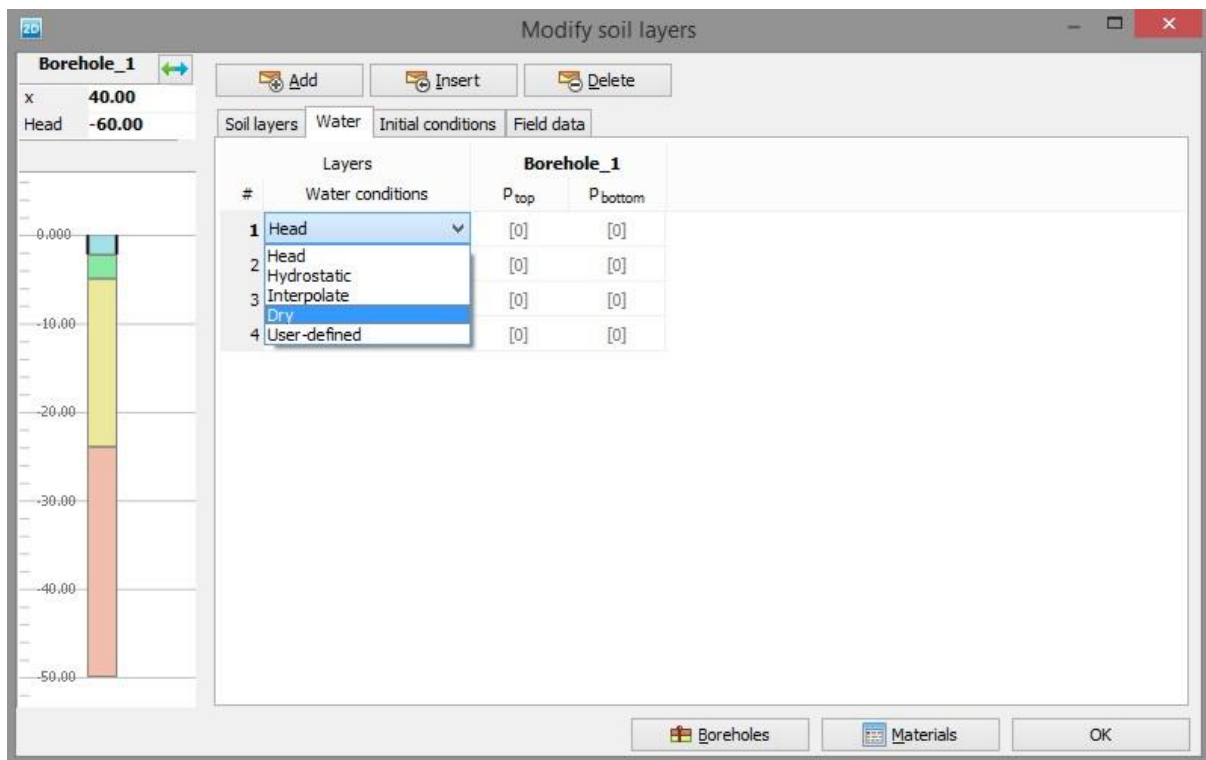 2D
Modify soil layers
Borehole_1
x 40.00
Head -60.00
Add Insert Delete
Soil layers Water Initial conditions Field data
Layers Borehole_1
# Water conditions Ptop Pbottom
1 Head [0] [0]
2 [0] [0]
3 [0] [0]
4 [0] [0]
Head
Hydrostatic
Interpolate
Dry
User-defined
0.000
-10.00
-20.00
-30.00
-40.00
-50.00
Boreholes Materials OK